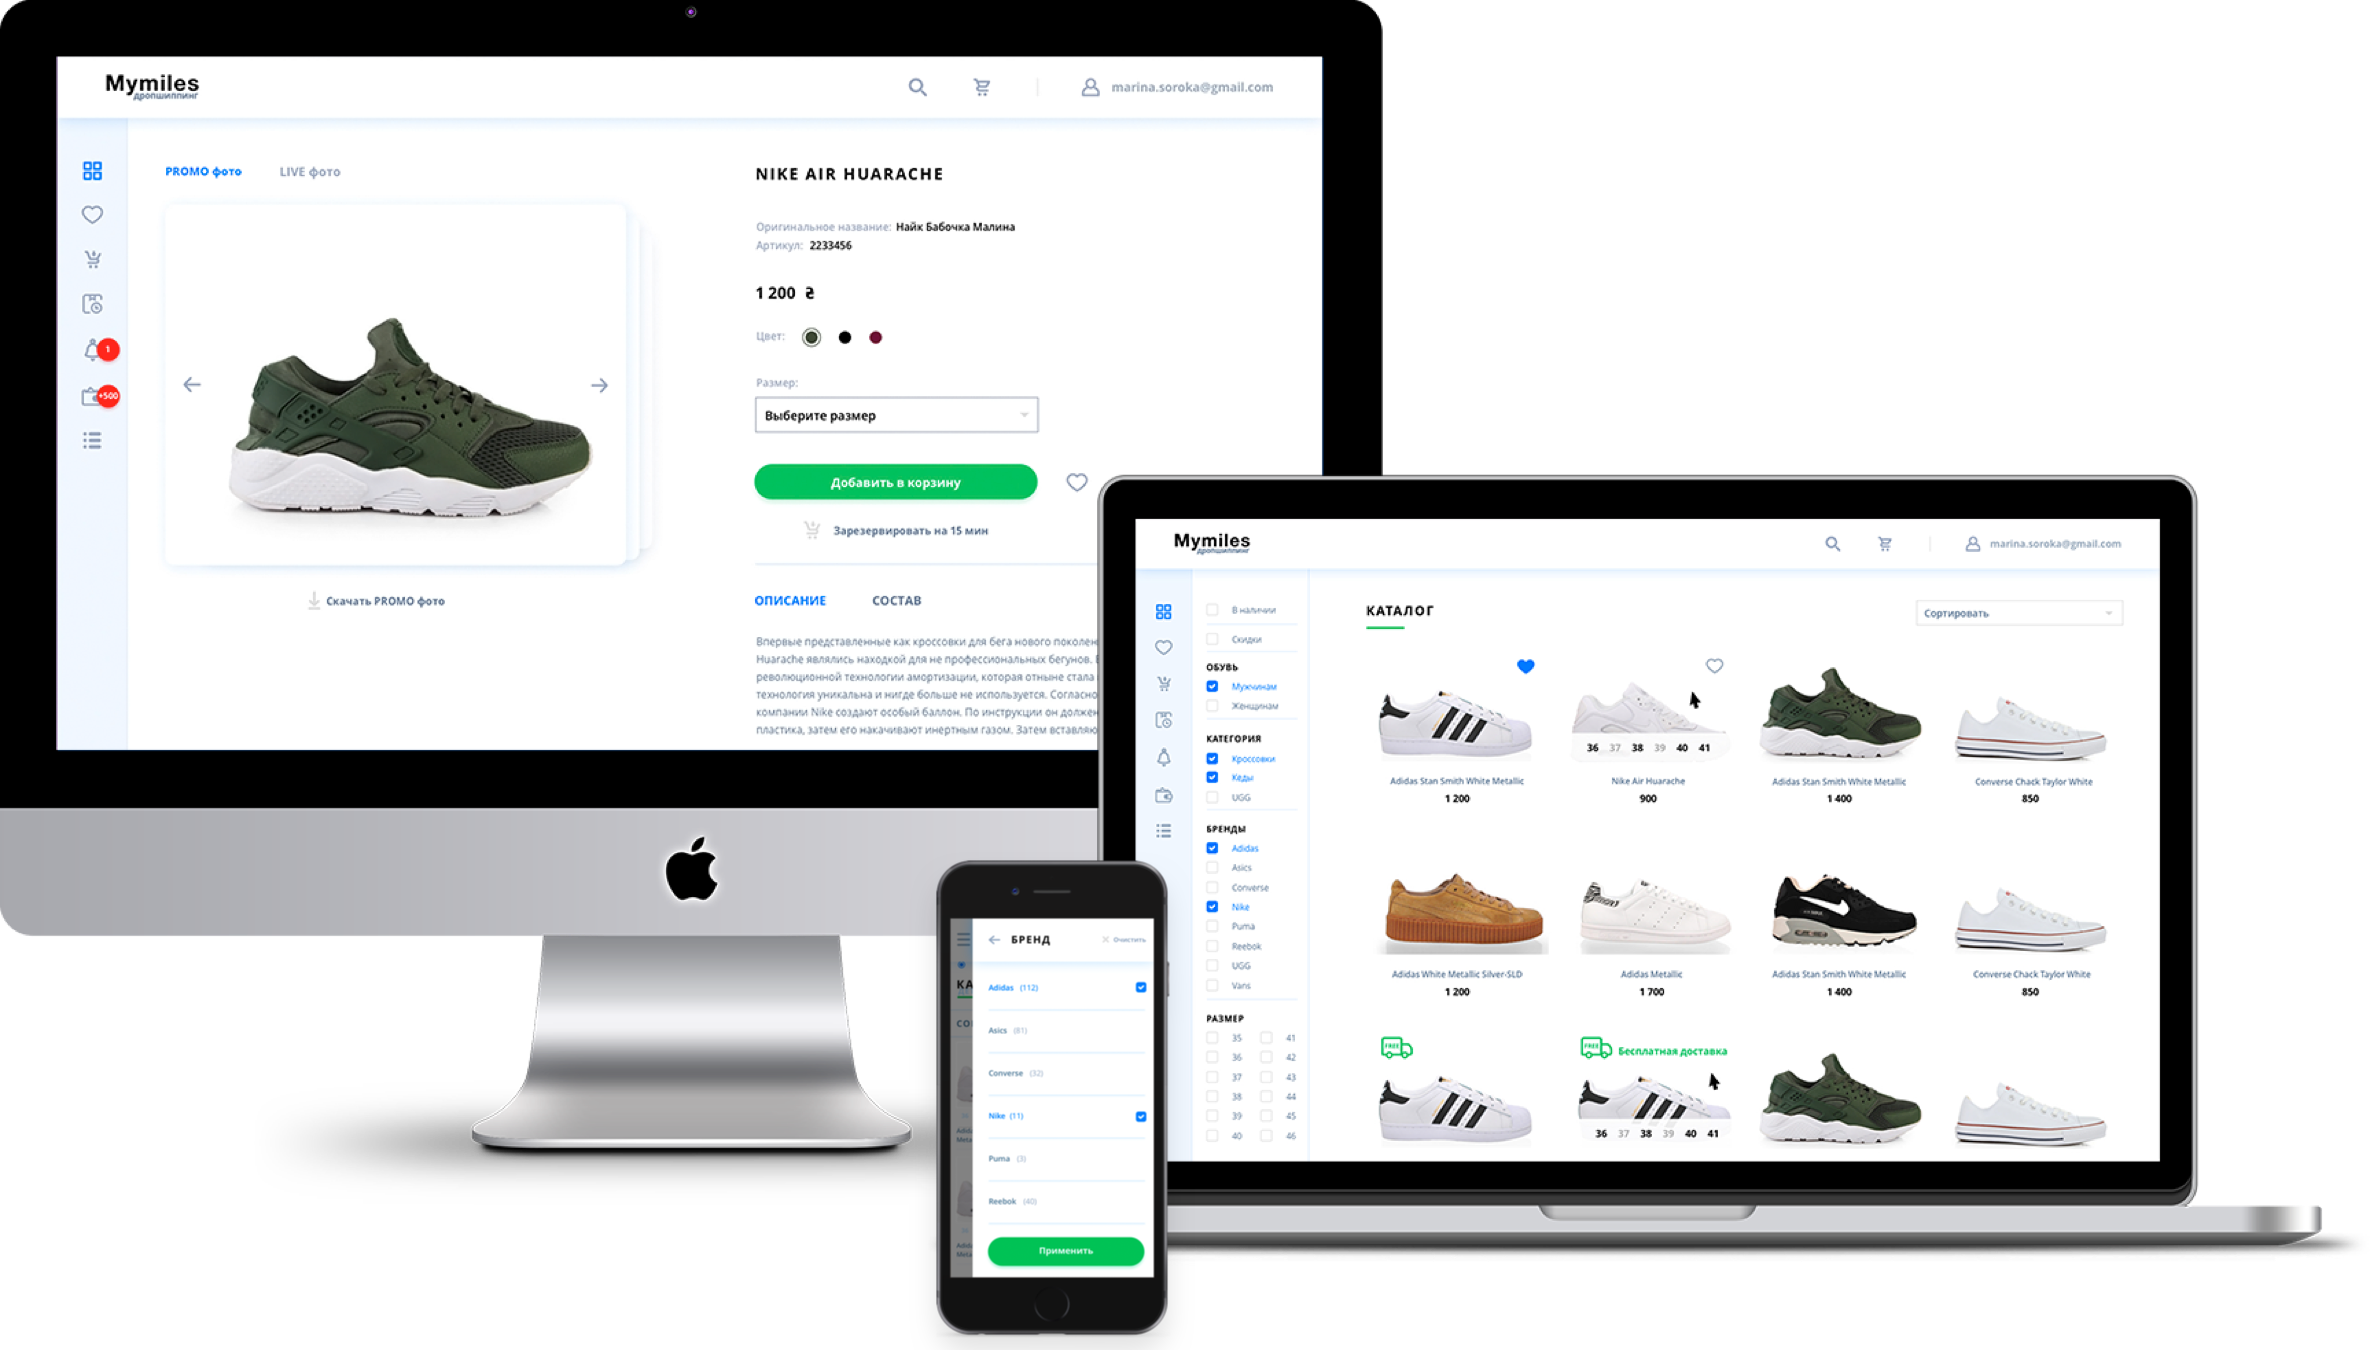 Mymiles
дропшиппинг
marina.soroka@gmail.com
1
+500
PROMO фото
LIVE фото
Скачать PROMO фото
NIKE AIR HUARACHE
Оригинальное название: Найк Бабочка Малина
Артикул: 2233456
1 200 ₴
Цвет:
Размер:
Выберите размер
Добавить в корзину
Зарезервировать на 15 мин
ОПИСАНИЕ
СОСТАВ
Впервые представленные как кроссовки для бега нового поколен
Huarache являлись находкой для не профессиональных бегунов.
революционной технологии амортизации, которая отныне стала
технология уникальна и нигде больше не используется. Согласно
компании Nike создают особый баллон. По инструкции он должен
пластика, затем его накачивают инертным газом. Затем вставляю
Mymiles
дропшиппинг
marina.soroka@gmail.com
В наличии
Скидки
ОБУВЬ
Мужчинам
Женщинам
КАТЕГОРИЯ
Кроссовки
Кеды
UGG
БРЕНДЫ
Adidas
Asics
Converse
Nike
Puma
Reebok
UGG
Vans
РАЗМЕР
35 41
36 42
37 43
38 44
39 45
40 46
КАТАЛОГ
Сортировать
36 37 38 39 40 41
Adidas Stan Smith White Metallic
1 200
Nike Air Huarache
900
Adidas Stan Smith White Metallic
1 400
Converse Chack Taylor White
850
Adidas White Metallic Silver-SLD
1 200
Adidas Metallic
1 700
Adidas Stan Smith White Metallic
1 400
Converse Chack Taylor White
850
FREE
FREE
Бесплатная доставка
36 37 38 39 40 41
БРЕНД
Очистить
КА
СО
Adidas (112)
Asics (81)
Converse (32)
Nike (11)
Puma (3)
Reebok (40)
Применить